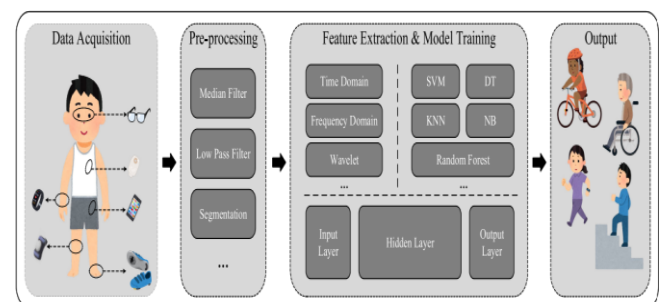 Data Acquisition
Pre-processing
Median Filter
Low Pass Filter
Segmentation
...
Feature Extraction & Model Training
Time Domain
Frequency Domain
Wavelet
...
SVM
DT
KNN
NB
Random Forest
...
Input
Layer
Hidden Layer
Output
Layer
Output